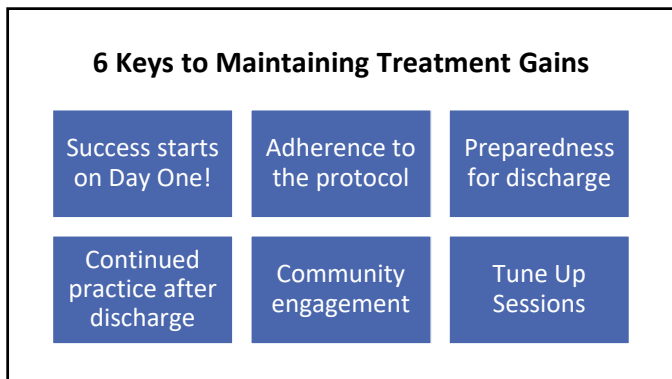 6 Keys to Maintaining Treatment Gains
Success starts
on Day One!
Adherence to
the protocol
Preparedness
for discharge
Continued
practice after
discharge
Community
engagement
Tune Up
Sessions